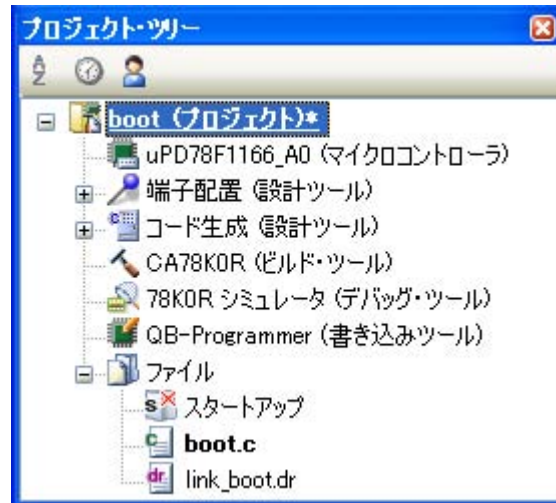 プロジェクト・ツリー
boot (プロジェクト)*
uPD78F1166_A0 (マイクロコントローラ)
端子配置 (設計ツール)
コード生成 (設計ツール)
CA78K0R (ビルド・ツール)
78K0R シミュレータ (デバッグ・ツール)
QB-Programmer (書き込みツール)
ファイル
スタートアップ
boot.c
link_boot.dr